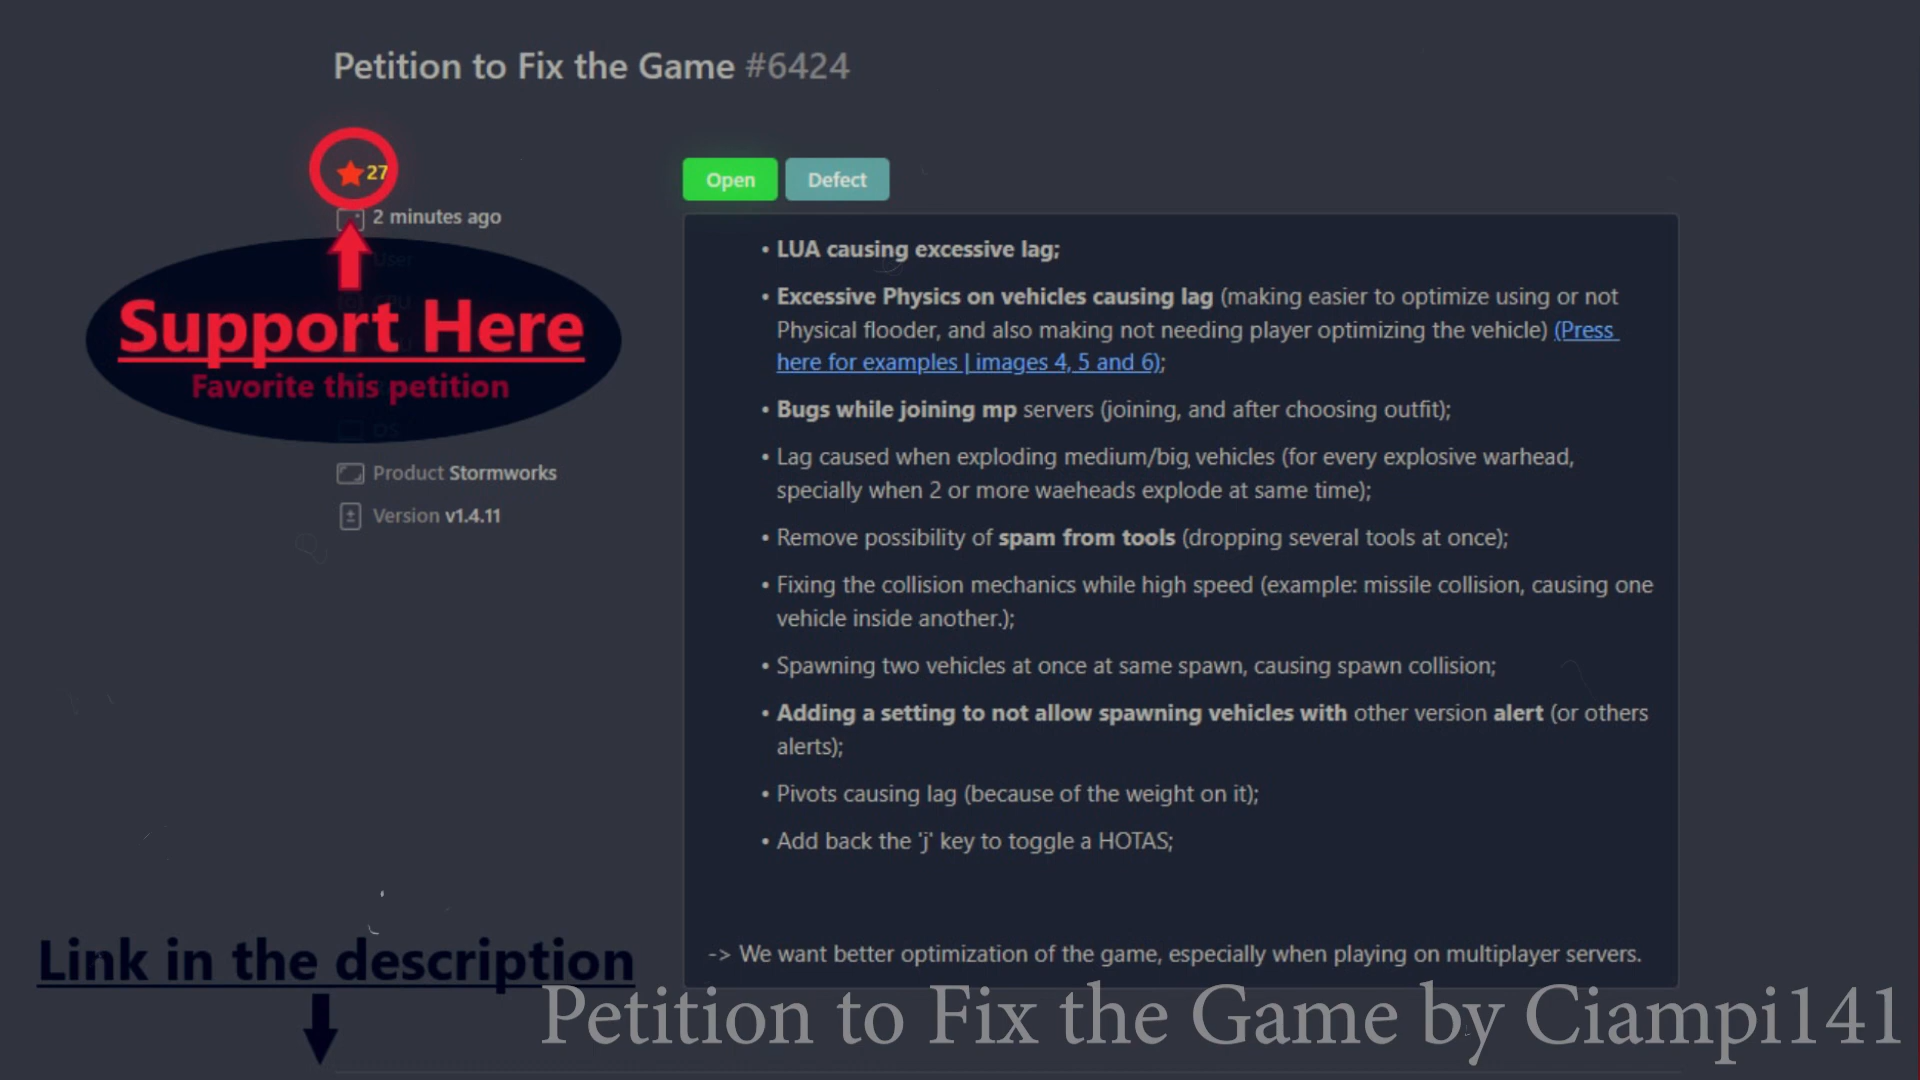 Petition to Fix the Game #6424
27
2 minutes ago
User
CPU
Support Here
Favorite this petition
OS
Product Stormworks
Version v1.4.11
Open Defect
• LUA causing excessive lag;
• Excessive Physics on vehicles causing lag (making easier to optimize using or not
Physical flooder, and also making not needing player optimizing the vehicle) (Press
here for examples | images 4, 5 and 6);
• Bugs while joining mp servers (joining, and after choosing outfit);
• Lag caused when exploding medium/big vehicles (for every explosive warhead,
specially when 2 or more waeheads explode at same time);
• Remove possibility of spam from tools (dropping several tools at once);
• Fixing the collision mechanics while high speed (example: missile collision, causing one
vehicle inside another.);
• Spawning two vehicles at once at same spawn, causing spawn collision;
• Adding a setting to not allow spawning vehicles with other version alert (or others
alerts);
• Pivots causing lag (because of the weight on it);
• Add back the 'j' key to toggle a HOTAS;
-> We want better optimization of the game, especially when playing on multiplayer servers.
Link in the description
Petition to Fix the Game by Ciampi141